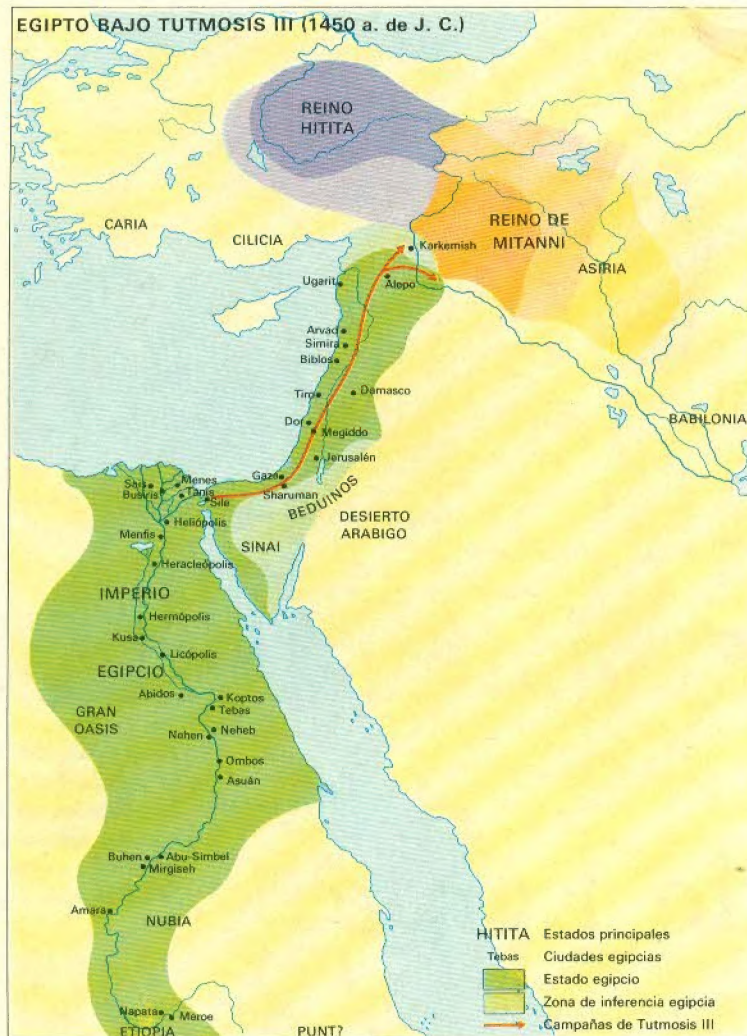 EGIPTO BAJO TUTMOSIS III (1450 a. de J. C.)
REINO
HITITA
REINO DE
MITANNI
CARIA
CILICIA
Karkemish
ASIRIA
Ugarit
Alepo
Arvad
Simira
Biblos
Tiro
Damasco
BABILONIA
Dor
Megiddo
Jerusalén
Gaza
Sharuman
BEDUINOS
Sais
Menes
Busiris
Tanis
Sile
Heliópolis
DESIERTO
ARABIGO
Menfis
SINAI
Heracleópolis
IMPERIO
Hermópolis
Kusa
Licópolis
EGIPCIO
Abidos
Koptos
GRAN
OASIS
Tebas
Nehen
Neheb
Ombos
Asuán
Buhen
Abu-Simbel
Mirgiseh
Amara
NUBIA
Napata
Méroe
ETIOPIA
PUNT?
HITITA Estados principales
Tebas Ciudades egipcias
Estado egipcio
Zona de inferencia egipcia
Campañas de Tutmosis III